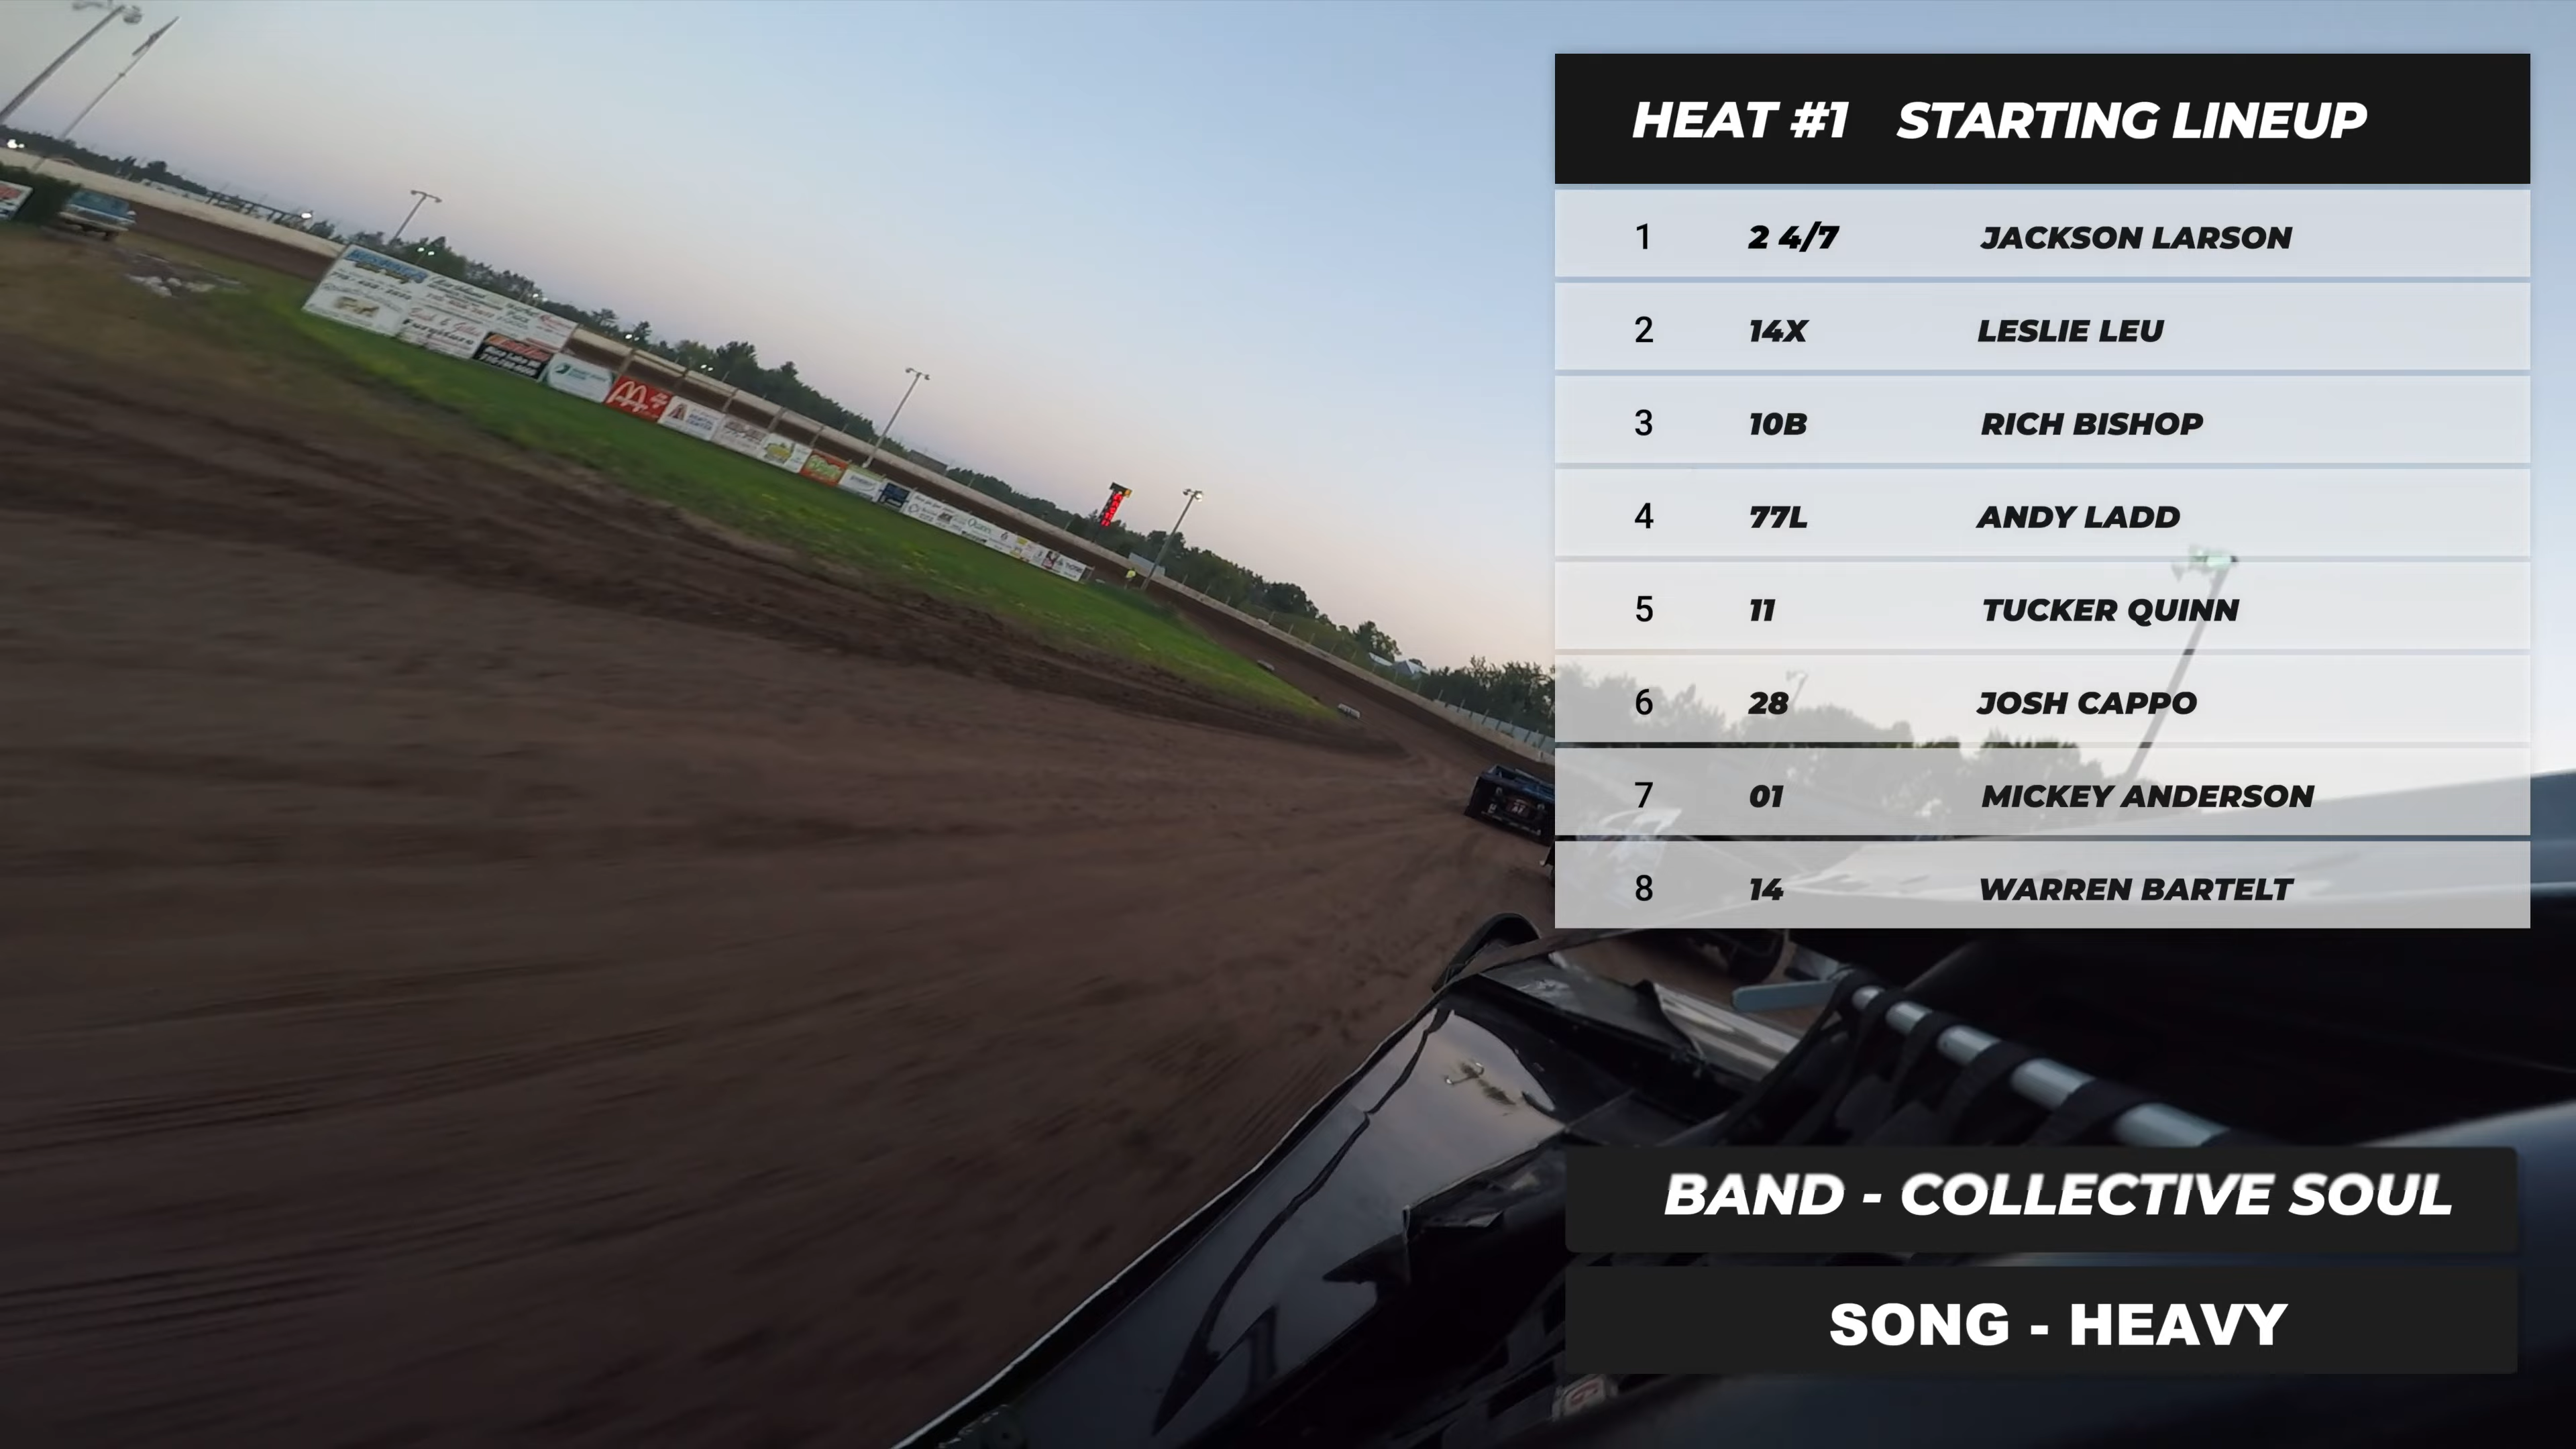 HEAT #1 STARTING LINEUP
1 2 4/7 JACKSON LARSON
2 14X LESLIE LEU
3 10B RICH BISHOP
4 77L ANDY LADD
5 11 TUCKER QUINN
6 28 JOSH CAPPO
7 01 MICKEY ANDERSON
8 14 WARREN BARTELT
BAND - COLLECTIVE SOUL
SONG - HEAVY